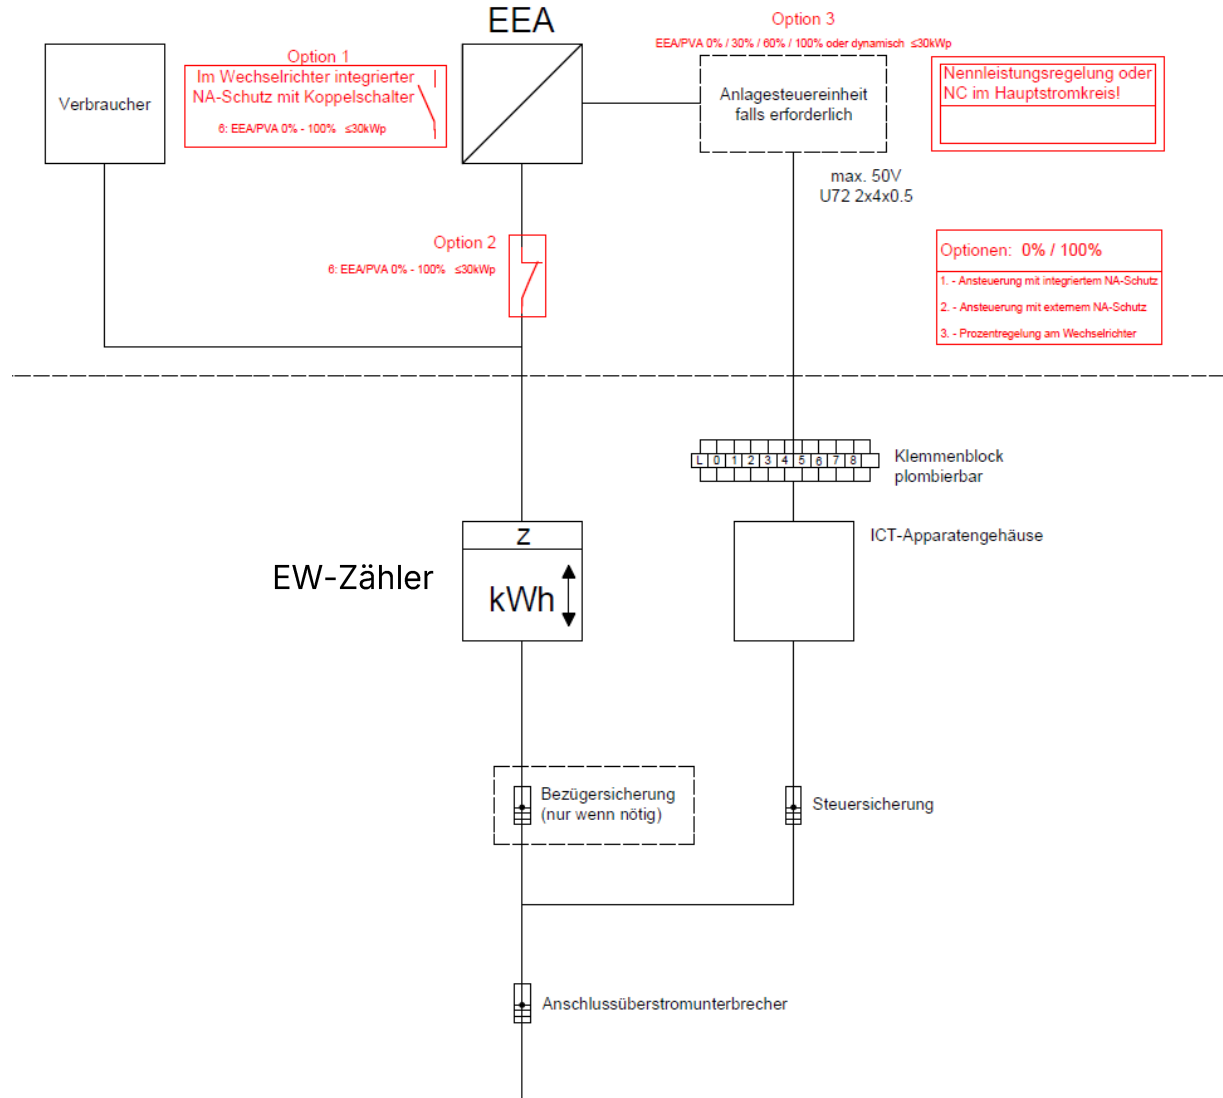 EEA
Verbraucher
Option 1
Im Wechselrichter integrierter
NA-Schutz mit Koppelschalter
6: EEA/PVA 0% - 100%  ≤30kWp
Option 3
EEA/PVA 0% / 30% / 60% / 100% oder dynamisch  ≤30kWp
Anlagesteuereinheit
falls erforderlich
Nennleistungsregelung oder
NC im Hauptstromkreis!
max. 50V
U72 2x4x0.5
Option 2
6: EEA/PVA 0% - 100%  ≤30kWp
Optionen:  0% / 100%
1. - Ansteuerung mit integriertem NA-Schutz
2. - Ansteuerung mit externem NA-Schutz
3. - Prozentregelung am Wechselrichter
L 0 1 2 3 4 5 6 7 8
Klemmenblock
plombierbar
Z
kWh
EW-Zähler
ICT-Apparatengehäuse
Bezügersicherung
(nur wenn nötig)
Steuersicherung
Anschlussüberstromunterbrecher